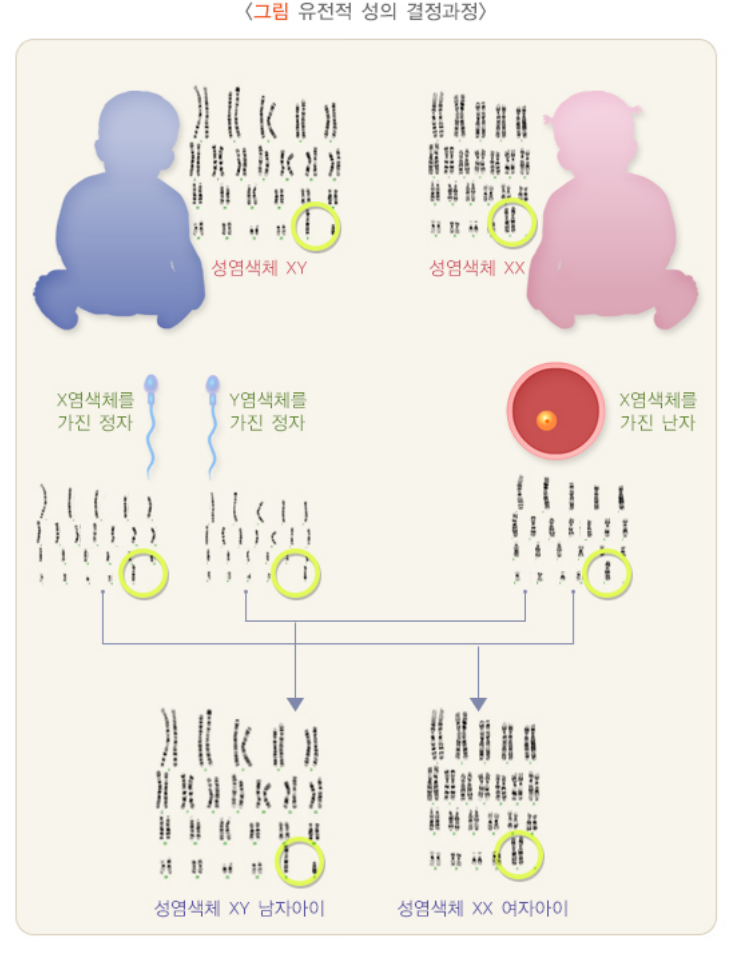 〈그림 유전적 성의 결정과정〉
성염색체 XY
성염색체 XX
X염색체를
가진 정자
Y염색체를
가진 정자
X염색체를
가진 난자
성염색체 XY 남자아이
성염색체 XX 여자아이